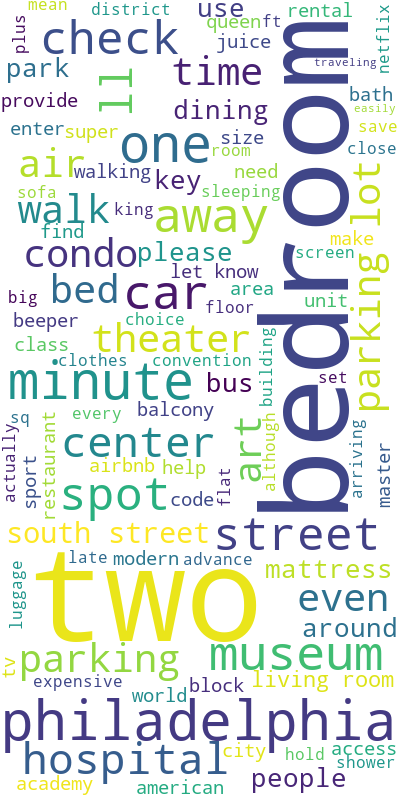 mean
district
use
queen
ft
rental
netflix
plus
check
juice
traveling
park
ll
time
bath
provide
dining
easily
enter
super
one
size
save
room
close
air
walking
key
need
bedroom
parking lot
sofa
sleeping
walk
king
away
find
condo
please
make
screen
bed
car
let know
area
big
floor
unit
beeper
choice
theater
class
clothes
convention
building
set
minute
bus
sq
every
balcony
center
art
although
actually
restaurant
airbnb
help
sport
spot
code
flat
arriving
master
south street
street
late
modern
advance
luggage
two
mattress
even
around
tv
parking
museum
expensive
block
living room
world
philadelphia
hospital
city
hold
access
shower
academy
american
people